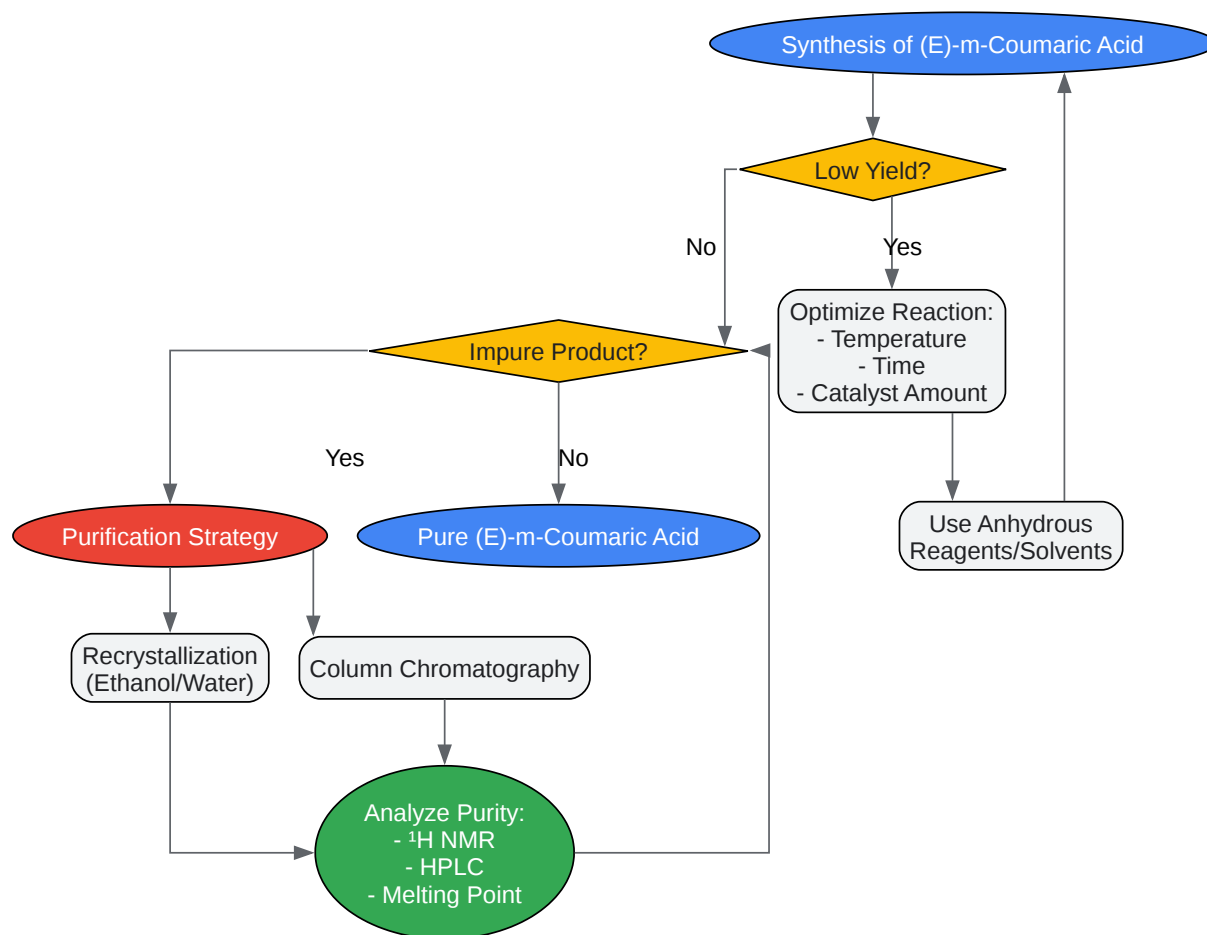 Synthesis of (E)-m-Coumaric Acid
Low Yield?
No
Yes
Optimize Reaction:
- Temperature
- Time
- Catalyst Amount
Impure Product?
Yes
No
Use Anhydrous
Reagents/Solvents
Purification Strategy
Pure (E)-m-Coumaric Acid
Recrystallization
(Ethanol/Water)
Column Chromatography
Analyze Purity:
- ¹H NMR
- HPLC
- Melting Point